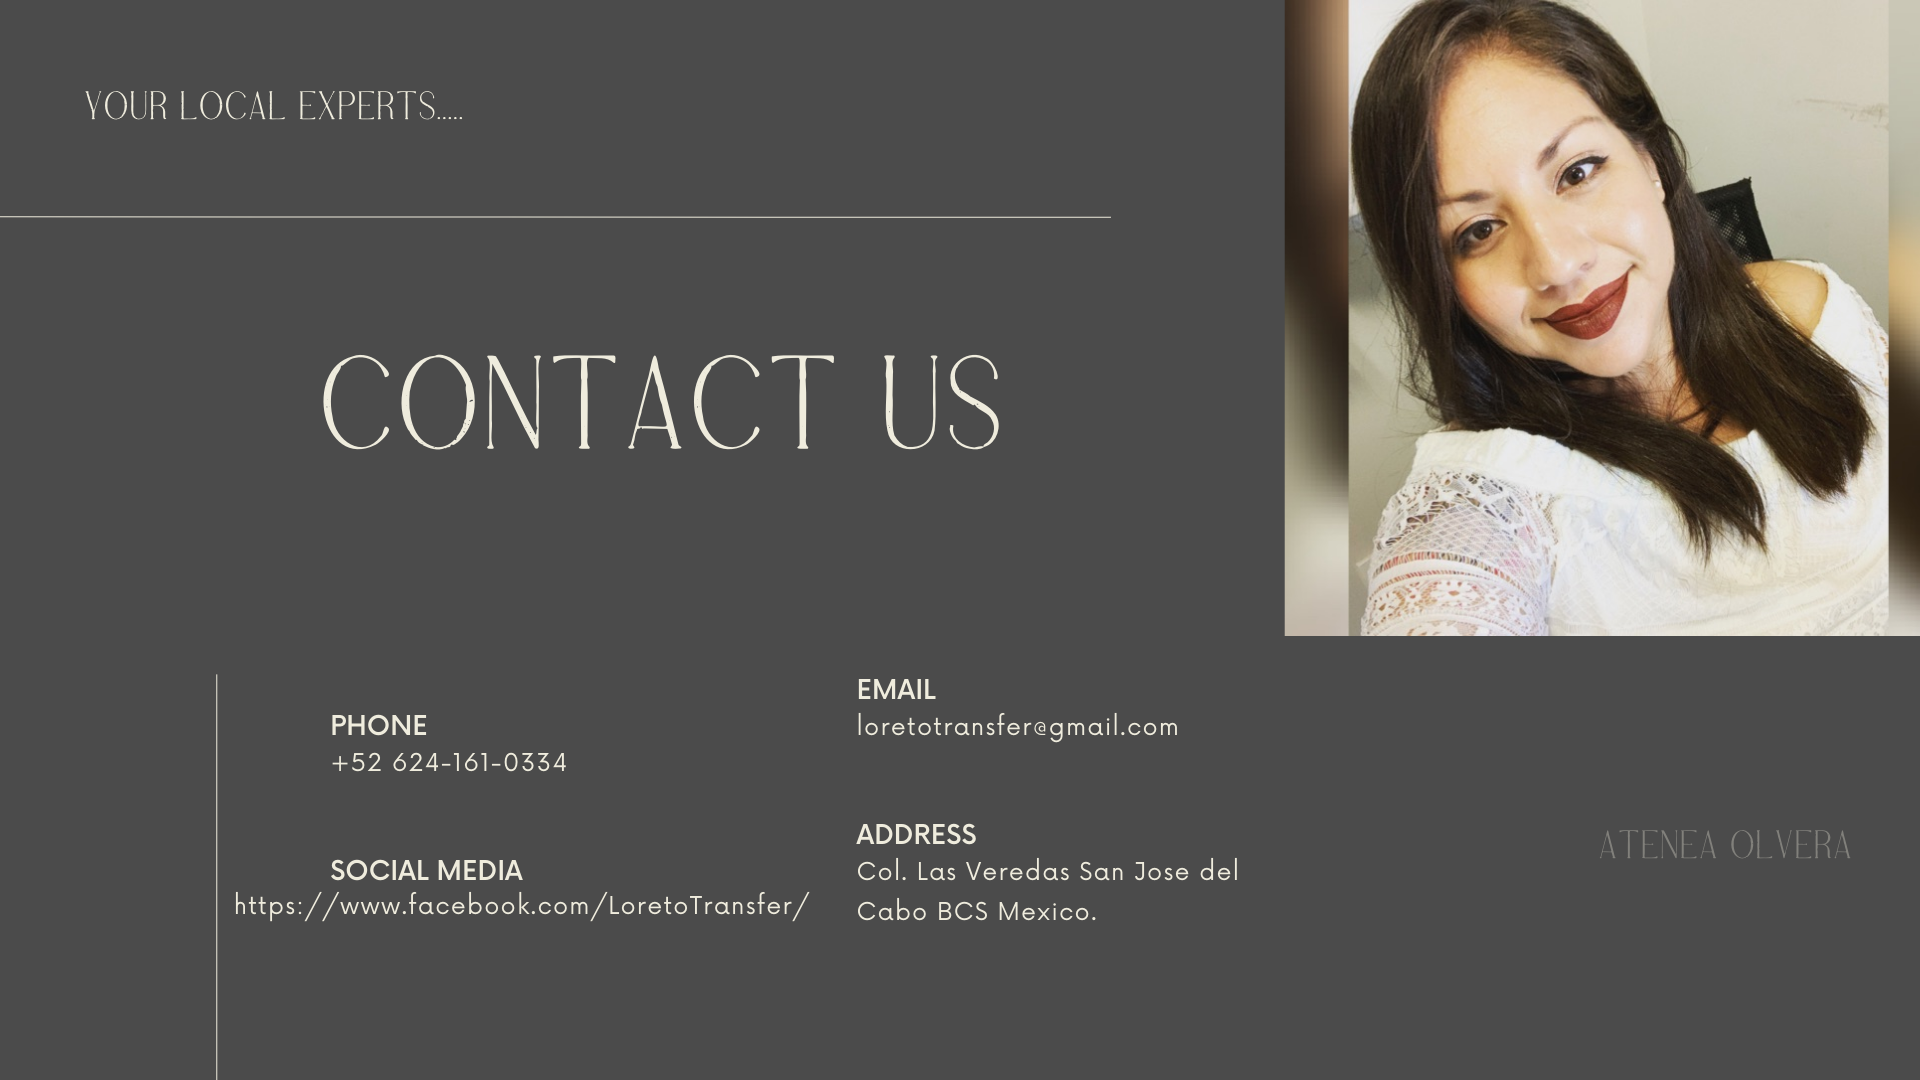 YOUR LOCAL EXPERTS.....
CONTACT US
PHONE
+52 624-161-0334
SOCIAL MEDIA
https://www.facebook.com/LoretoTransfer/
EMAIL
loretotransfer@gmail.com
ADDRESS
Col. Las Veredas San Jose del
Cabo BCS Mexico.
ATENEA OLVERA